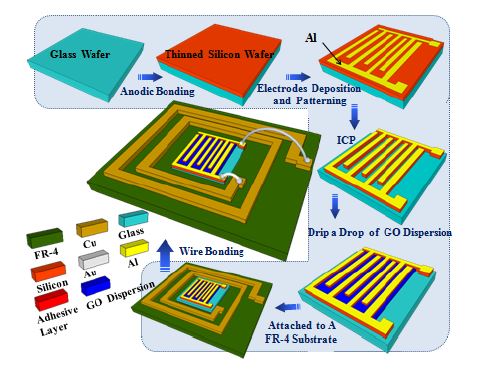 Glass Wafer
Thinned Silicon Wafer
Al
Anodic Bonding
Electrodes Deposition
and Patterning
ICP
Drip a Drop of GO Dispersion
Wire Bonding
Attached to A
FR-4 Substrate
FR-4
Cu
Glass
Silicon
Au
Al
Adhesive
Layer
GO Dispersion